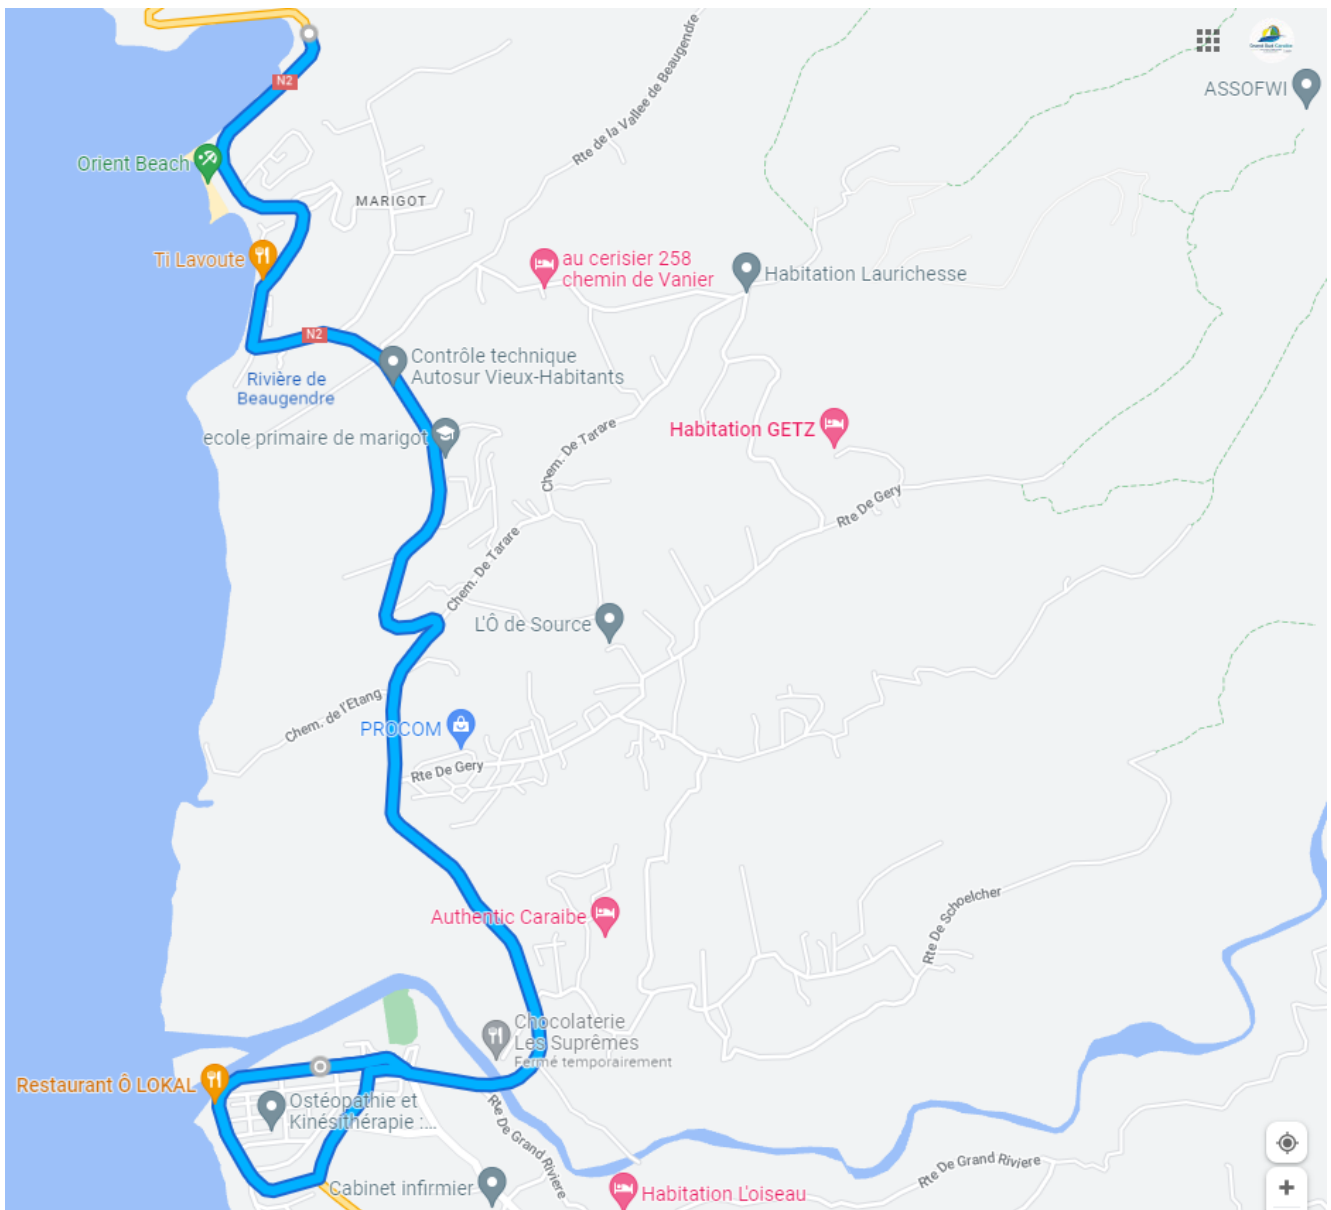 N2
Rte de la Vallee de Beaugendre
ASSOFWI
Grand Sud Caraïbe
Orient Beach
MARIGOT
Ti Lavoute
au cerisier 258
chemin de Vanier
Habitation Laurichesse
N2
Contrôle technique
Autosur Vieux-Habitants
Rivière de
Beaugendre
ecole primaire de marigot
Habitation GETZ
Chem. De Tarare
Rte De Gery
Chem. De Tarare
L'Ô de Source
Chem. de l'Etang
PROCOM
Rte De Gery
Authentic Caraibe
Rte De Schoelcher
Chocolaterie
Les Suprêmes
Fermé temporairement
Restaurant Ô LOKAL
Ostéopathie et
Kinésithérapie :...
Rte De Grand Riviere
Rte De Grand Riviere
Cabinet infirmier
Habitation L'oiseau